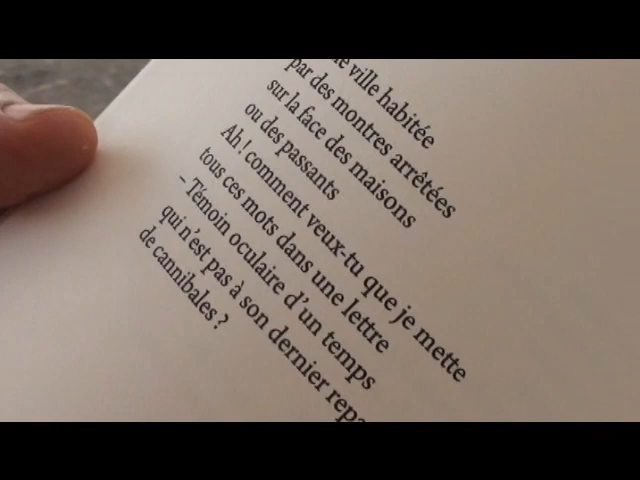 ville habitée
par des montres arrêtées
sur la face des maisons
ou des passants
Ah ! comment veux-tu que je mette
tous ces mots dans une lettre
– Témoin oculaire d'un temps
qui n'est pas à son dernier
de cannibales ?